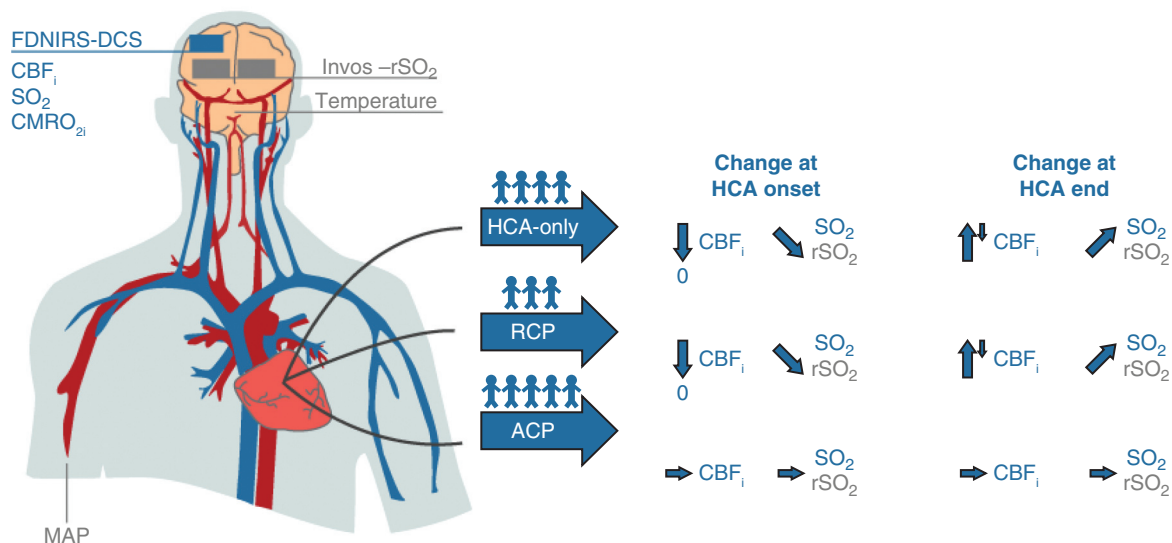 FDNIRS-DCS
CBFᵢ
SO₂
CMRO₂ᵢ
Invos –rSO₂
Temperature
MAP
HCA-only
RCP
ACP
Change at
HCA onset
Change at
HCA end
CBFᵢ
0
SO₂
rSO₂
CBFᵢ
SO₂
rSO₂
CBFᵢ
0
SO₂
rSO₂
CBFᵢ
SO₂
rSO₂
CBFᵢ
SO₂
rSO₂
CBFᵢ
SO₂
rSO₂